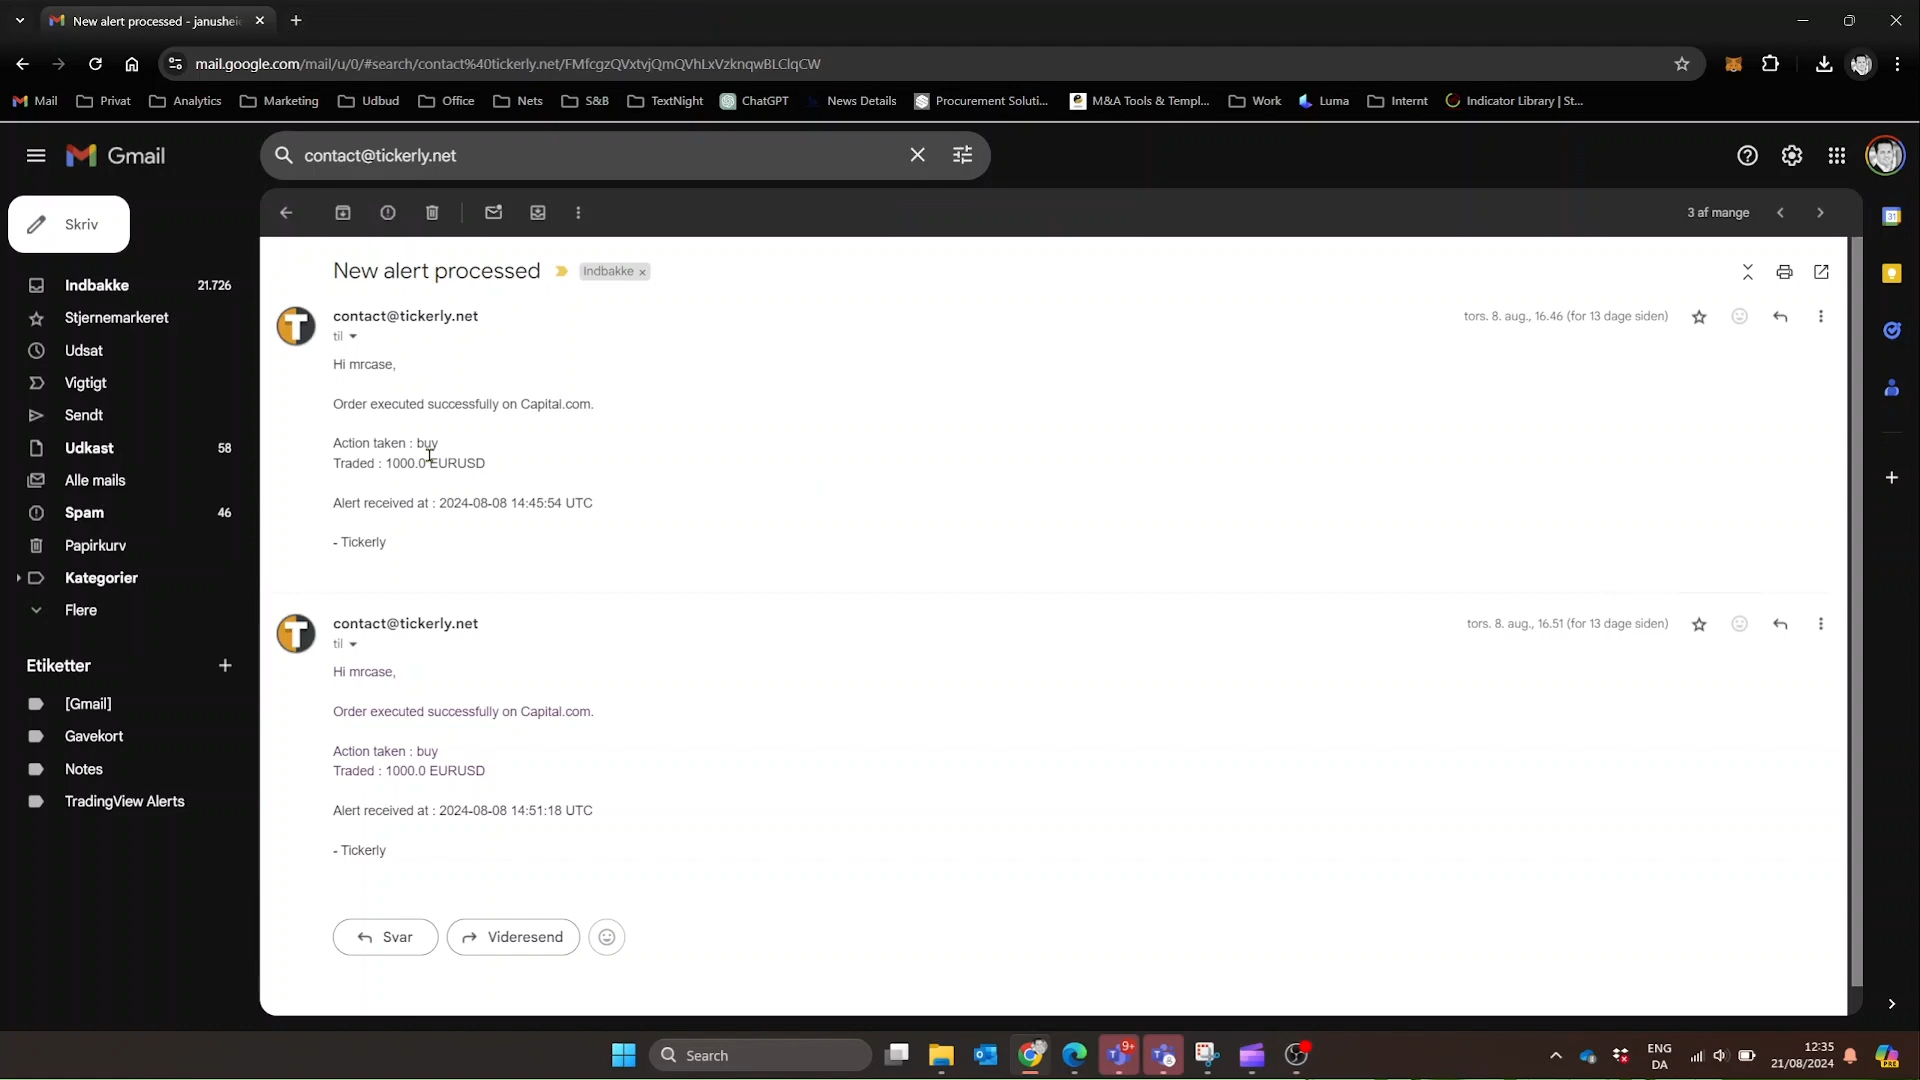 New alert processed - janushei
mail.google.com/mail/u/0/#search/contact%40tickerly.net/FMfcgzQVxtvjQmQVhLxVzknqwBLClqCW
Mail
Privat
Analytics
Marketing
Udbud
Office
Nets
S&B
TextNight
ChatGPT
News Details
Procurement Soluti...
M&A Tools & Templ...
Work
Luma
Internt
Indicator Library | St...
Gmail
contact@tickerly.net
Skriv
3 af mange
Indbakke 21.726
Stjernemarkeret
Udsat
Vigtigt
Sendt
Udkast 58
Alle mails
Spam 46
Papirkurv
Kategorier
Flere
Etiketter
[Gmail]
Gavekort
Notes
TradingView Alerts
New alert processed
Indbakke x
contact@tickerly.net
tors. 8. aug., 16.46 (for 13 dage siden)
til
Hi mrcase,
Order executed successfully on Capital.com.
Action taken : buy
Traded : 1000.0 EURUSD
Alert received at : 2024-08-08 14:45:54 UTC
- Tickerly
contact@tickerly.net
tors. 8. aug., 16.51 (for 13 dage siden)
til
Hi mrcase,
Order executed successfully on Capital.com.
Action taken : buy
Traded : 1000.0 EURUSD
Alert received at : 2024-08-08 14:51:18 UTC
- Tickerly
Svar
Videresend
31
Search
9+
ENG
DA
12:35
21/08/2024
PRE